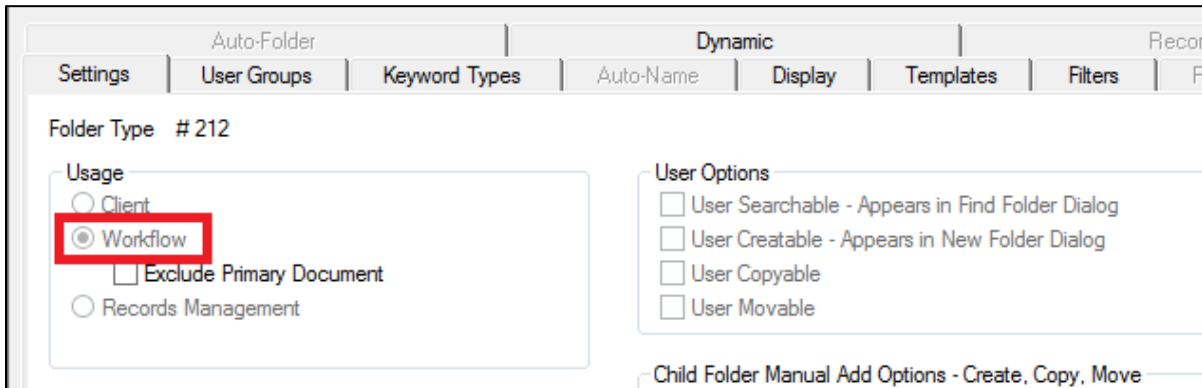 Auto-Folder Dynamic Recor
Settings User Groups Keyword Types Auto-Name Display Templates Filters F
Folder Type # 212
Usage
Client
Workflow
Exclude Primary Document
Records Management
User Options
User Searchable - Appears in Find Folder Dialog
User Creatable - Appears in New Folder Dialog
User Copyable
User Movable
Child Folder Manual Add Options - Create, Copy, Move